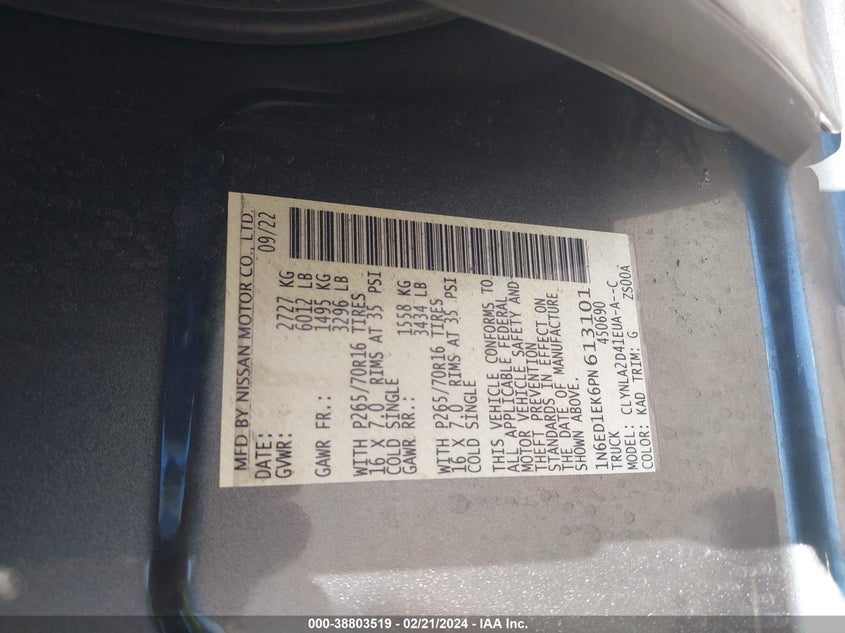 MFD BY NISSAN MOTOR CO., LTD.
DATE: 09/22
GVWR: 2727 KG
6012 LB
GAWR FR.: 1495 KG
3296 LB
WITH P265/70R16 TIRES
16 X 7.0 RIMS AT 35 PSI
COLD SINGLE
GAWR RR.: 1558 KG
3434 LB
WITH P265/70R16 TIRES
16 X 7.0 RIMS AT 35 PSI
COLD SINGLE
THIS VEHICLE CONFORMS TO
ALL APPLICABLE FEDERAL
MOTOR VEHICLE SAFETY AND
THEFT PREVENTION
STANDARDS IN EFFECT ON
THE DATE OF MANUFACTURE
SHOWN ABOVE.
1N6ED1EK6PN613101
TRUCK 450690
MODEL: CLYNLA2D41EUA-A--C
COLOR: KAD TRIM: G ZS00A
000-38803519 - 02/21/2024 - IAA Inc.